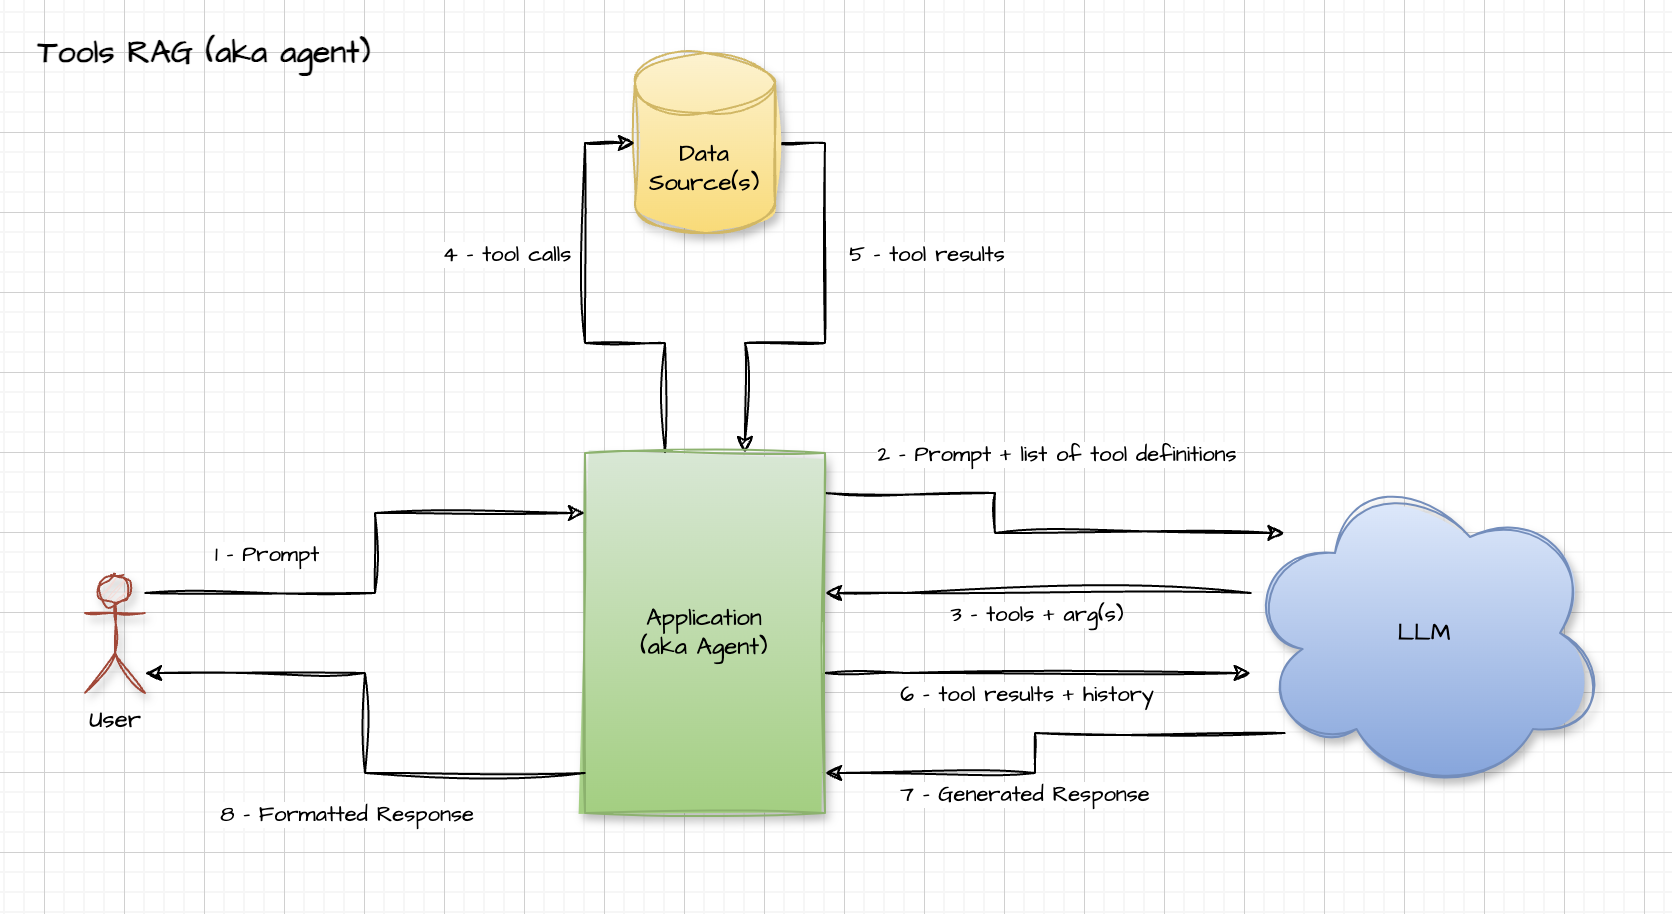 Tools RAG (aka agent)
Data
Source(s)
4 - tool calls
5 - tool results
2 - Prompt + list of tool definitions
1 - Prompt
Application
(aka Agent)
3 - tools + arg(s)
LLM
6 - tool results + history
User
7 - Generated Response
8 - Formatted Response